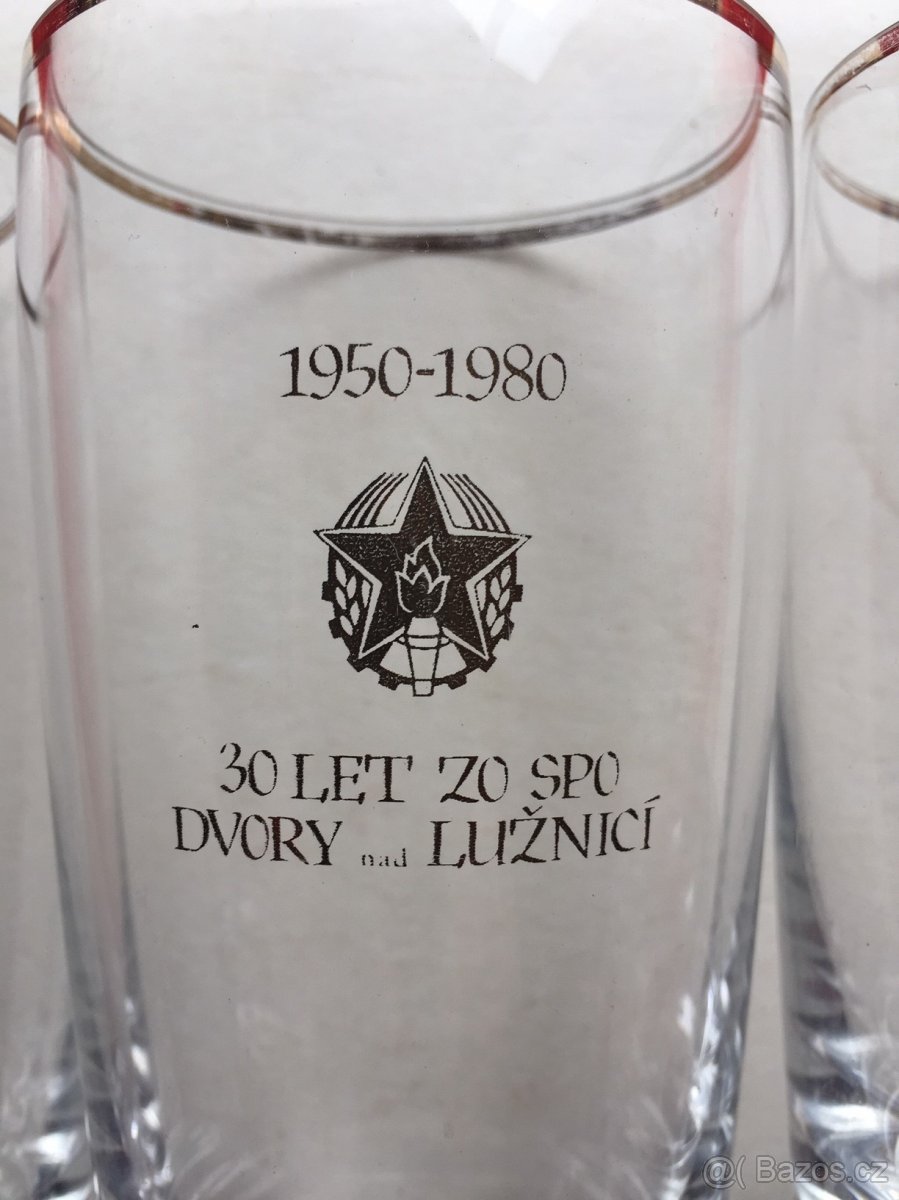 1950-1980
30 LET ZO SPO
DVORY nad LUŽNICÍ
@( Bazos.cz